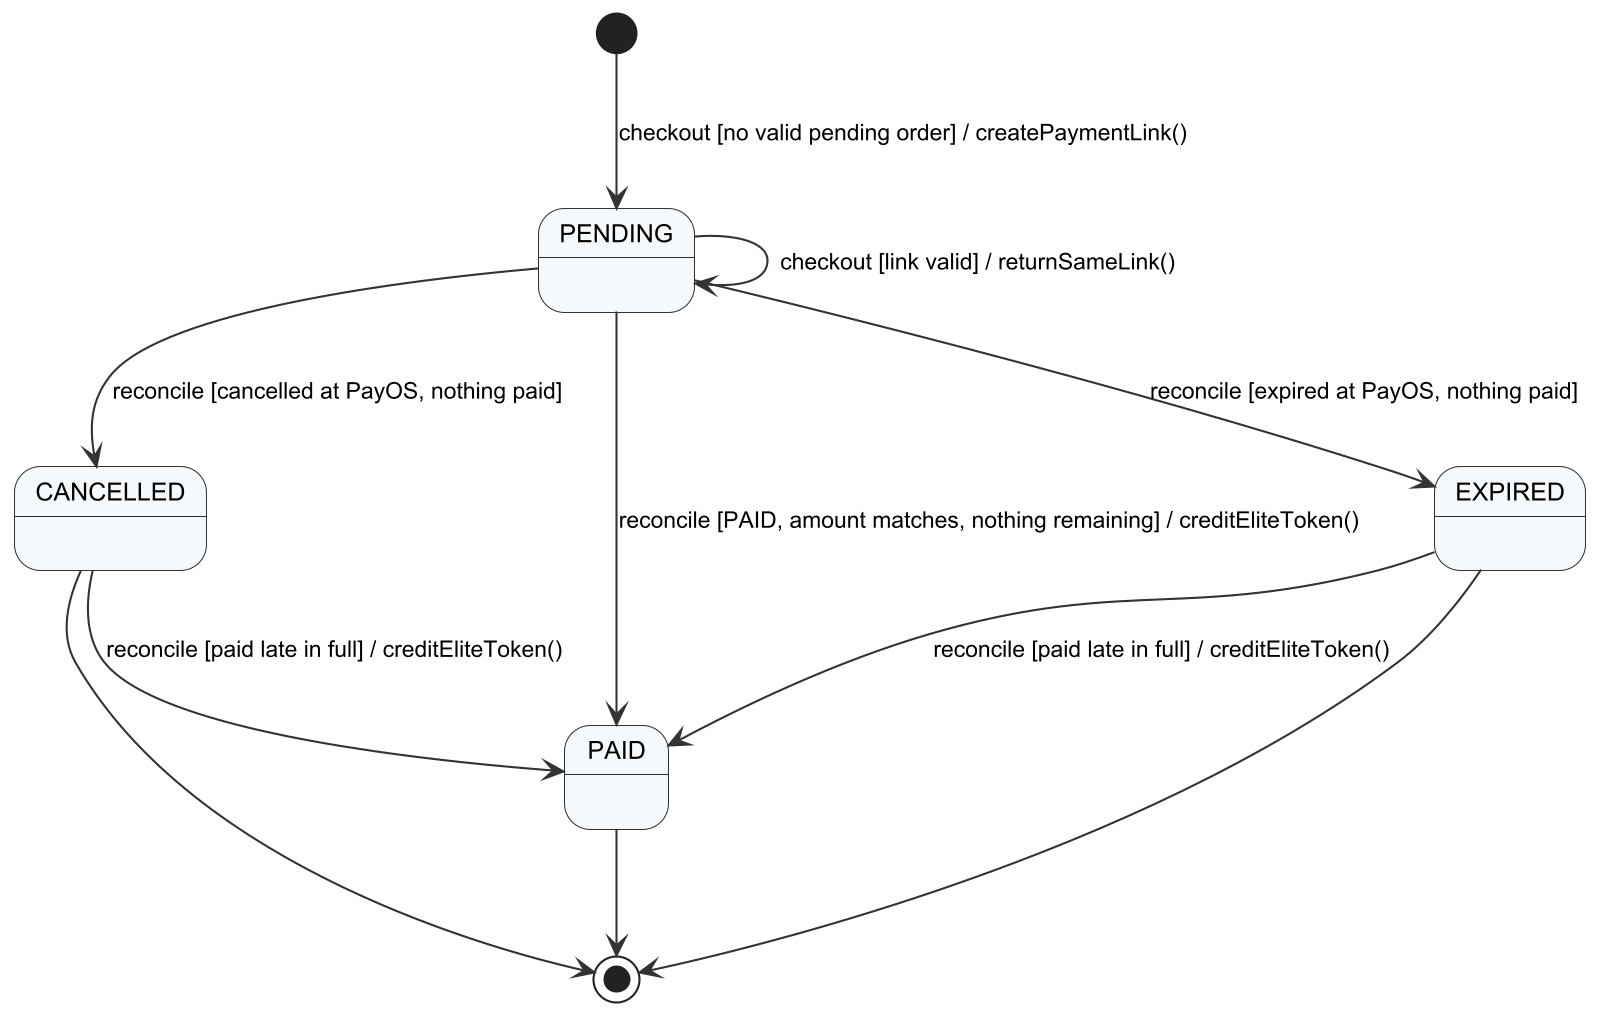 checkout [no valid pending order] / createPaymentLink()
PENDING
checkout [link valid] / returnSameLink()
reconcile [cancelled at PayOS, nothing paid]
reconcile [expired at PayOS, nothing paid]
CANCELLED
EXPIRED
reconcile [PAID, amount matches, nothing remaining] / creditEliteToken()
reconcile [paid late in full] / creditEliteToken()
reconcile [paid late in full] / creditEliteToken()
PAID